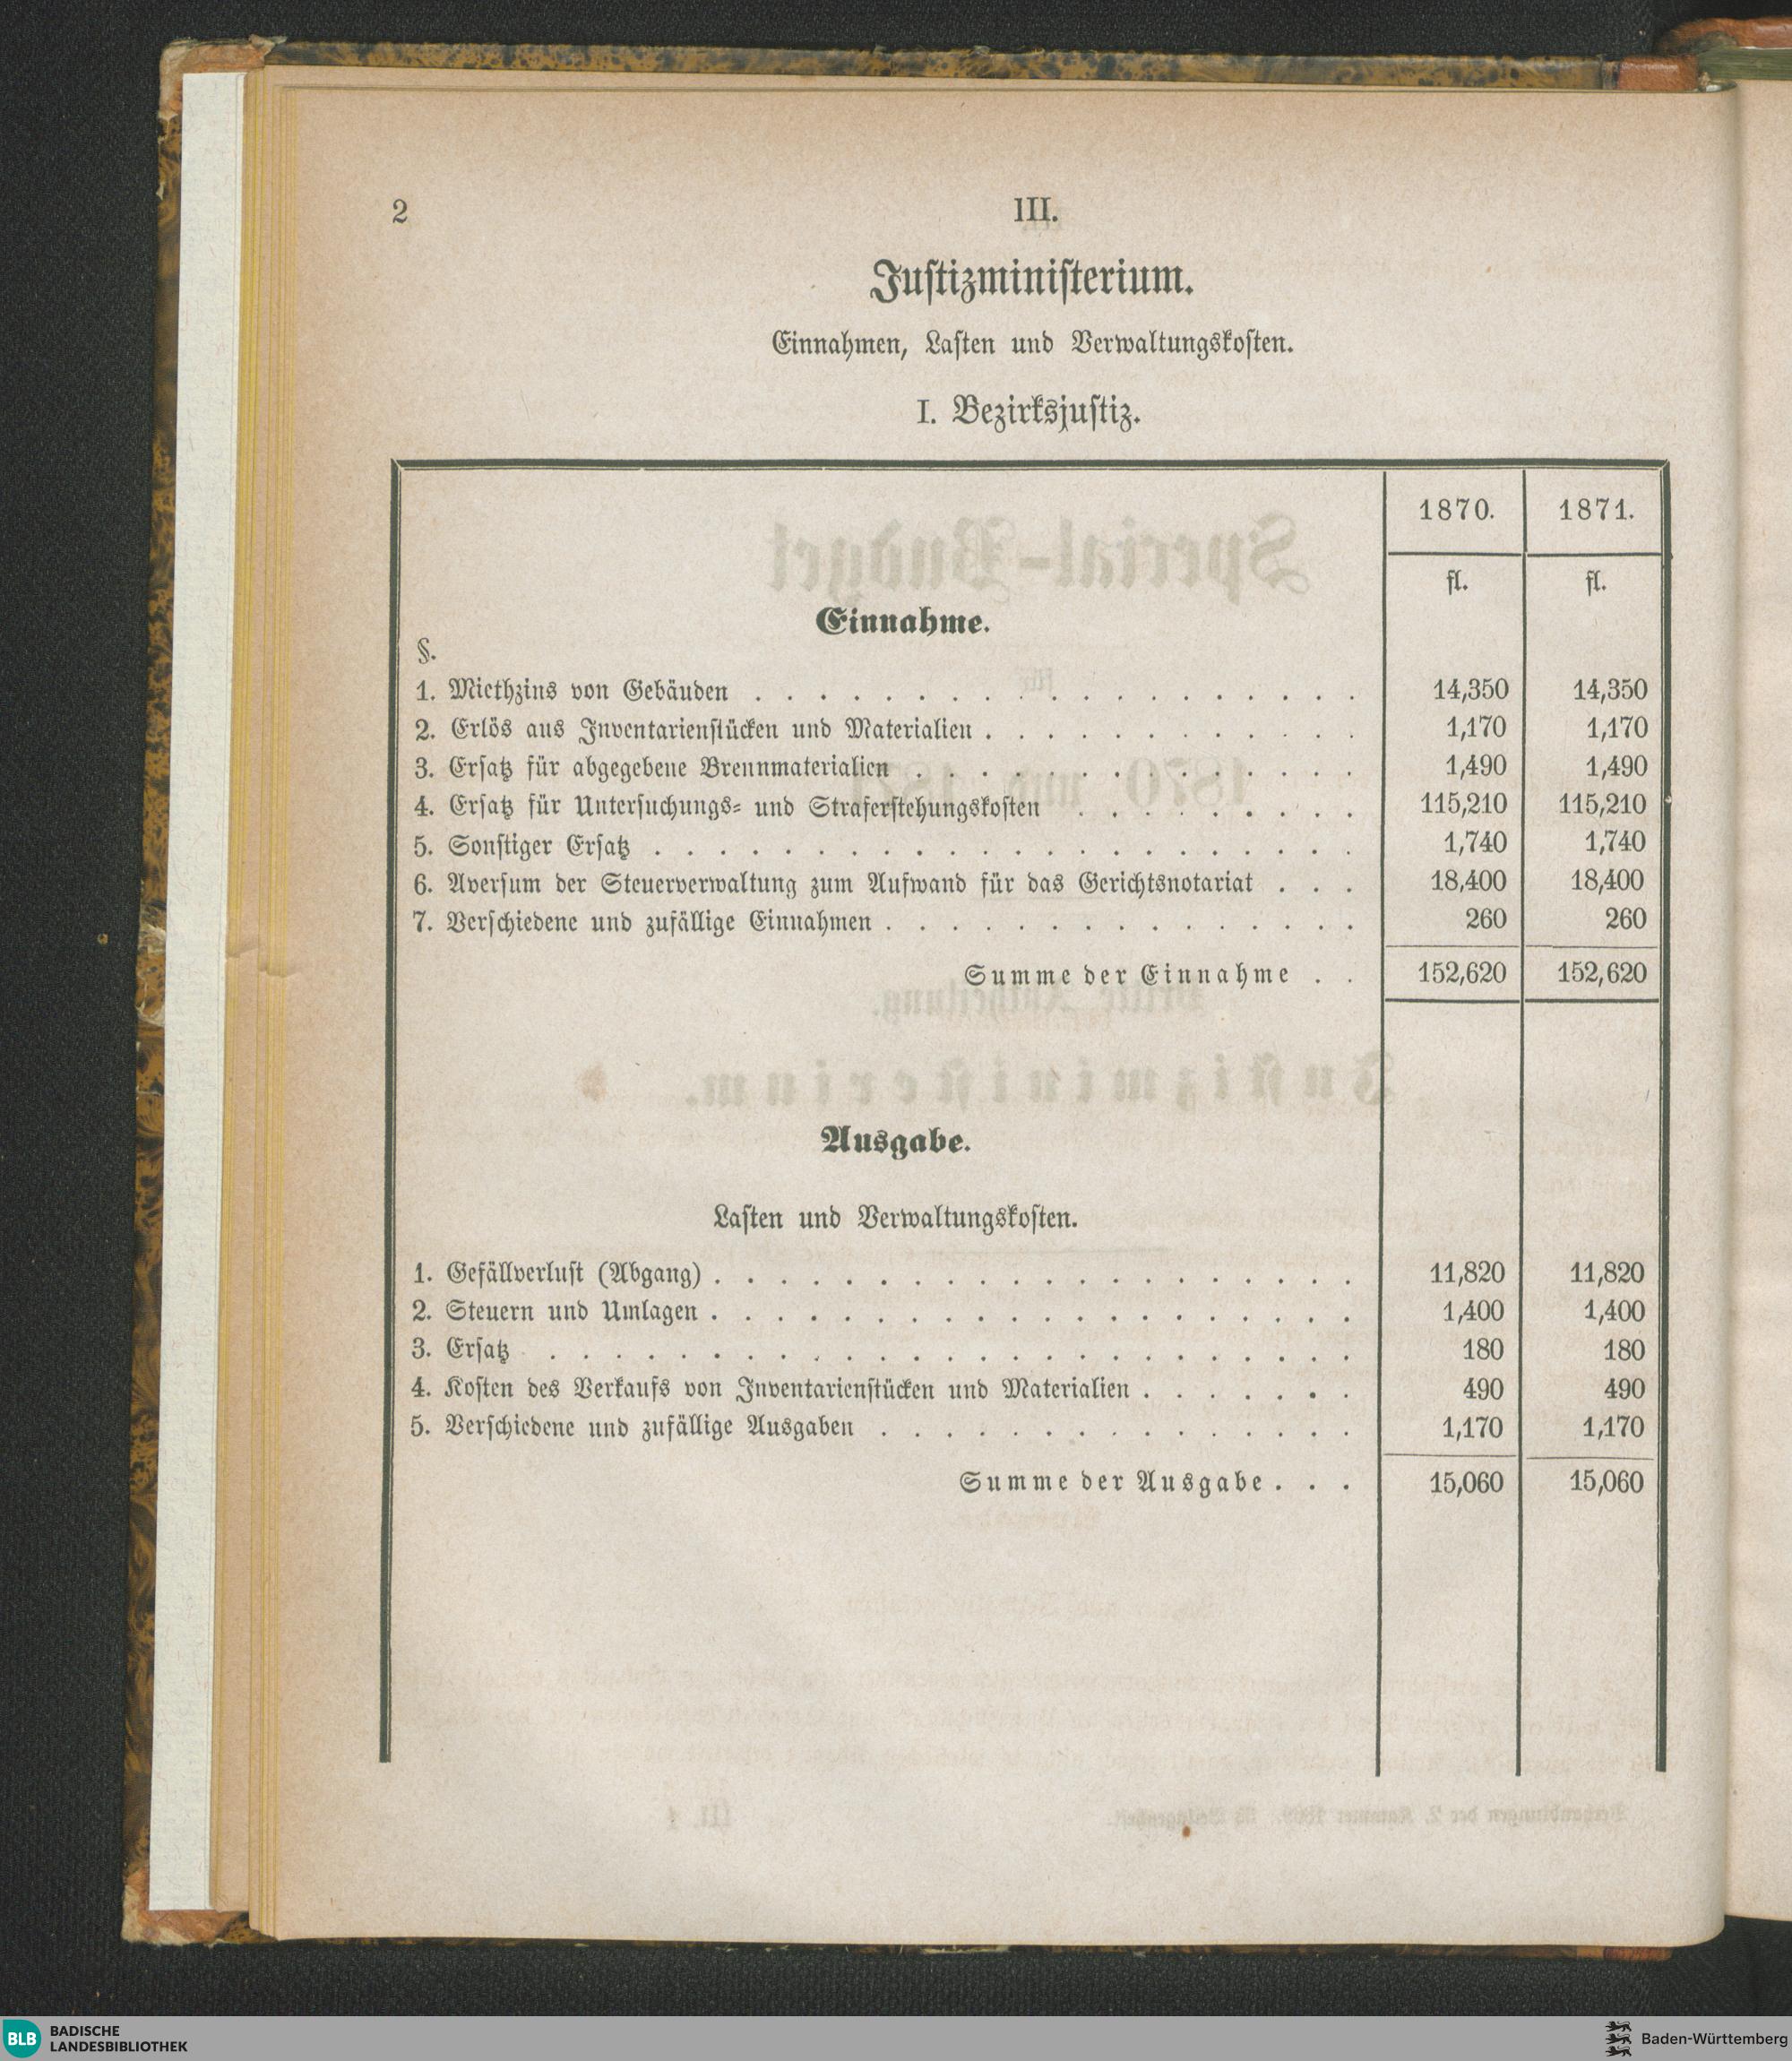 2 III.
Justizministerium.
Einnahmen, Lasten und Verwaltungskosten.
I. Bezirksjustiz.
1870. 1871.
fl. fl.
Einnahme.
§.
1. Miethzins von Gebäuden . . . . . . . . . . . . . . . . . . . 14,350 14,350
2. Erlös aus Inventarienstücken und Materialien . . . . . . . . . . . . 1,170 1,170
3. Ersatz für abgegebene Brennmaterialien . . . . . . . . . . . . . . 1,490 1,490
4. Ersatz für Untersuchungs- und Straferstehungskosten . . . . . . . . . 115,210 115,210
5. Sonstiger Ersatz . . . . . . . . . . . . . . . . . . . . . . 1,740 1,740
6. Aversum der Steuerverwaltung zum Aufwand für das Gerichtsnotariat . . . 18,400 18,400
7. Verschiedene und zufällige Einnahmen . . . . . . . . . . . . . . . 260 260
Summe der Einnahme . . 152,620 152,620
Ausgabe.
Lasten und Verwaltungskosten.
1. Gefällverlust (Abgang) . . . . . . . . . . . . . . . . . . . . 11,820 11,820
2. Steuern und Umlagen . . . . . . . . . . . . . . . . . . . . 1,400 1,400
3. Ersatz . . . . . . . . . . . . . . . . . . . . . . . . . 180 180
4. Kosten des Verkaufs von Inventarienstücken und Materialien . . . . . . . 490 490
5. Verschiedene und zufällige Ausgaben . . . . . . . . . . . . . . . 1,170 1,170
Summe der Ausgabe . . . 15,060 15,060
BLB BADISCHE
LANDESBIBLIOTHEK
Baden-Württemberg